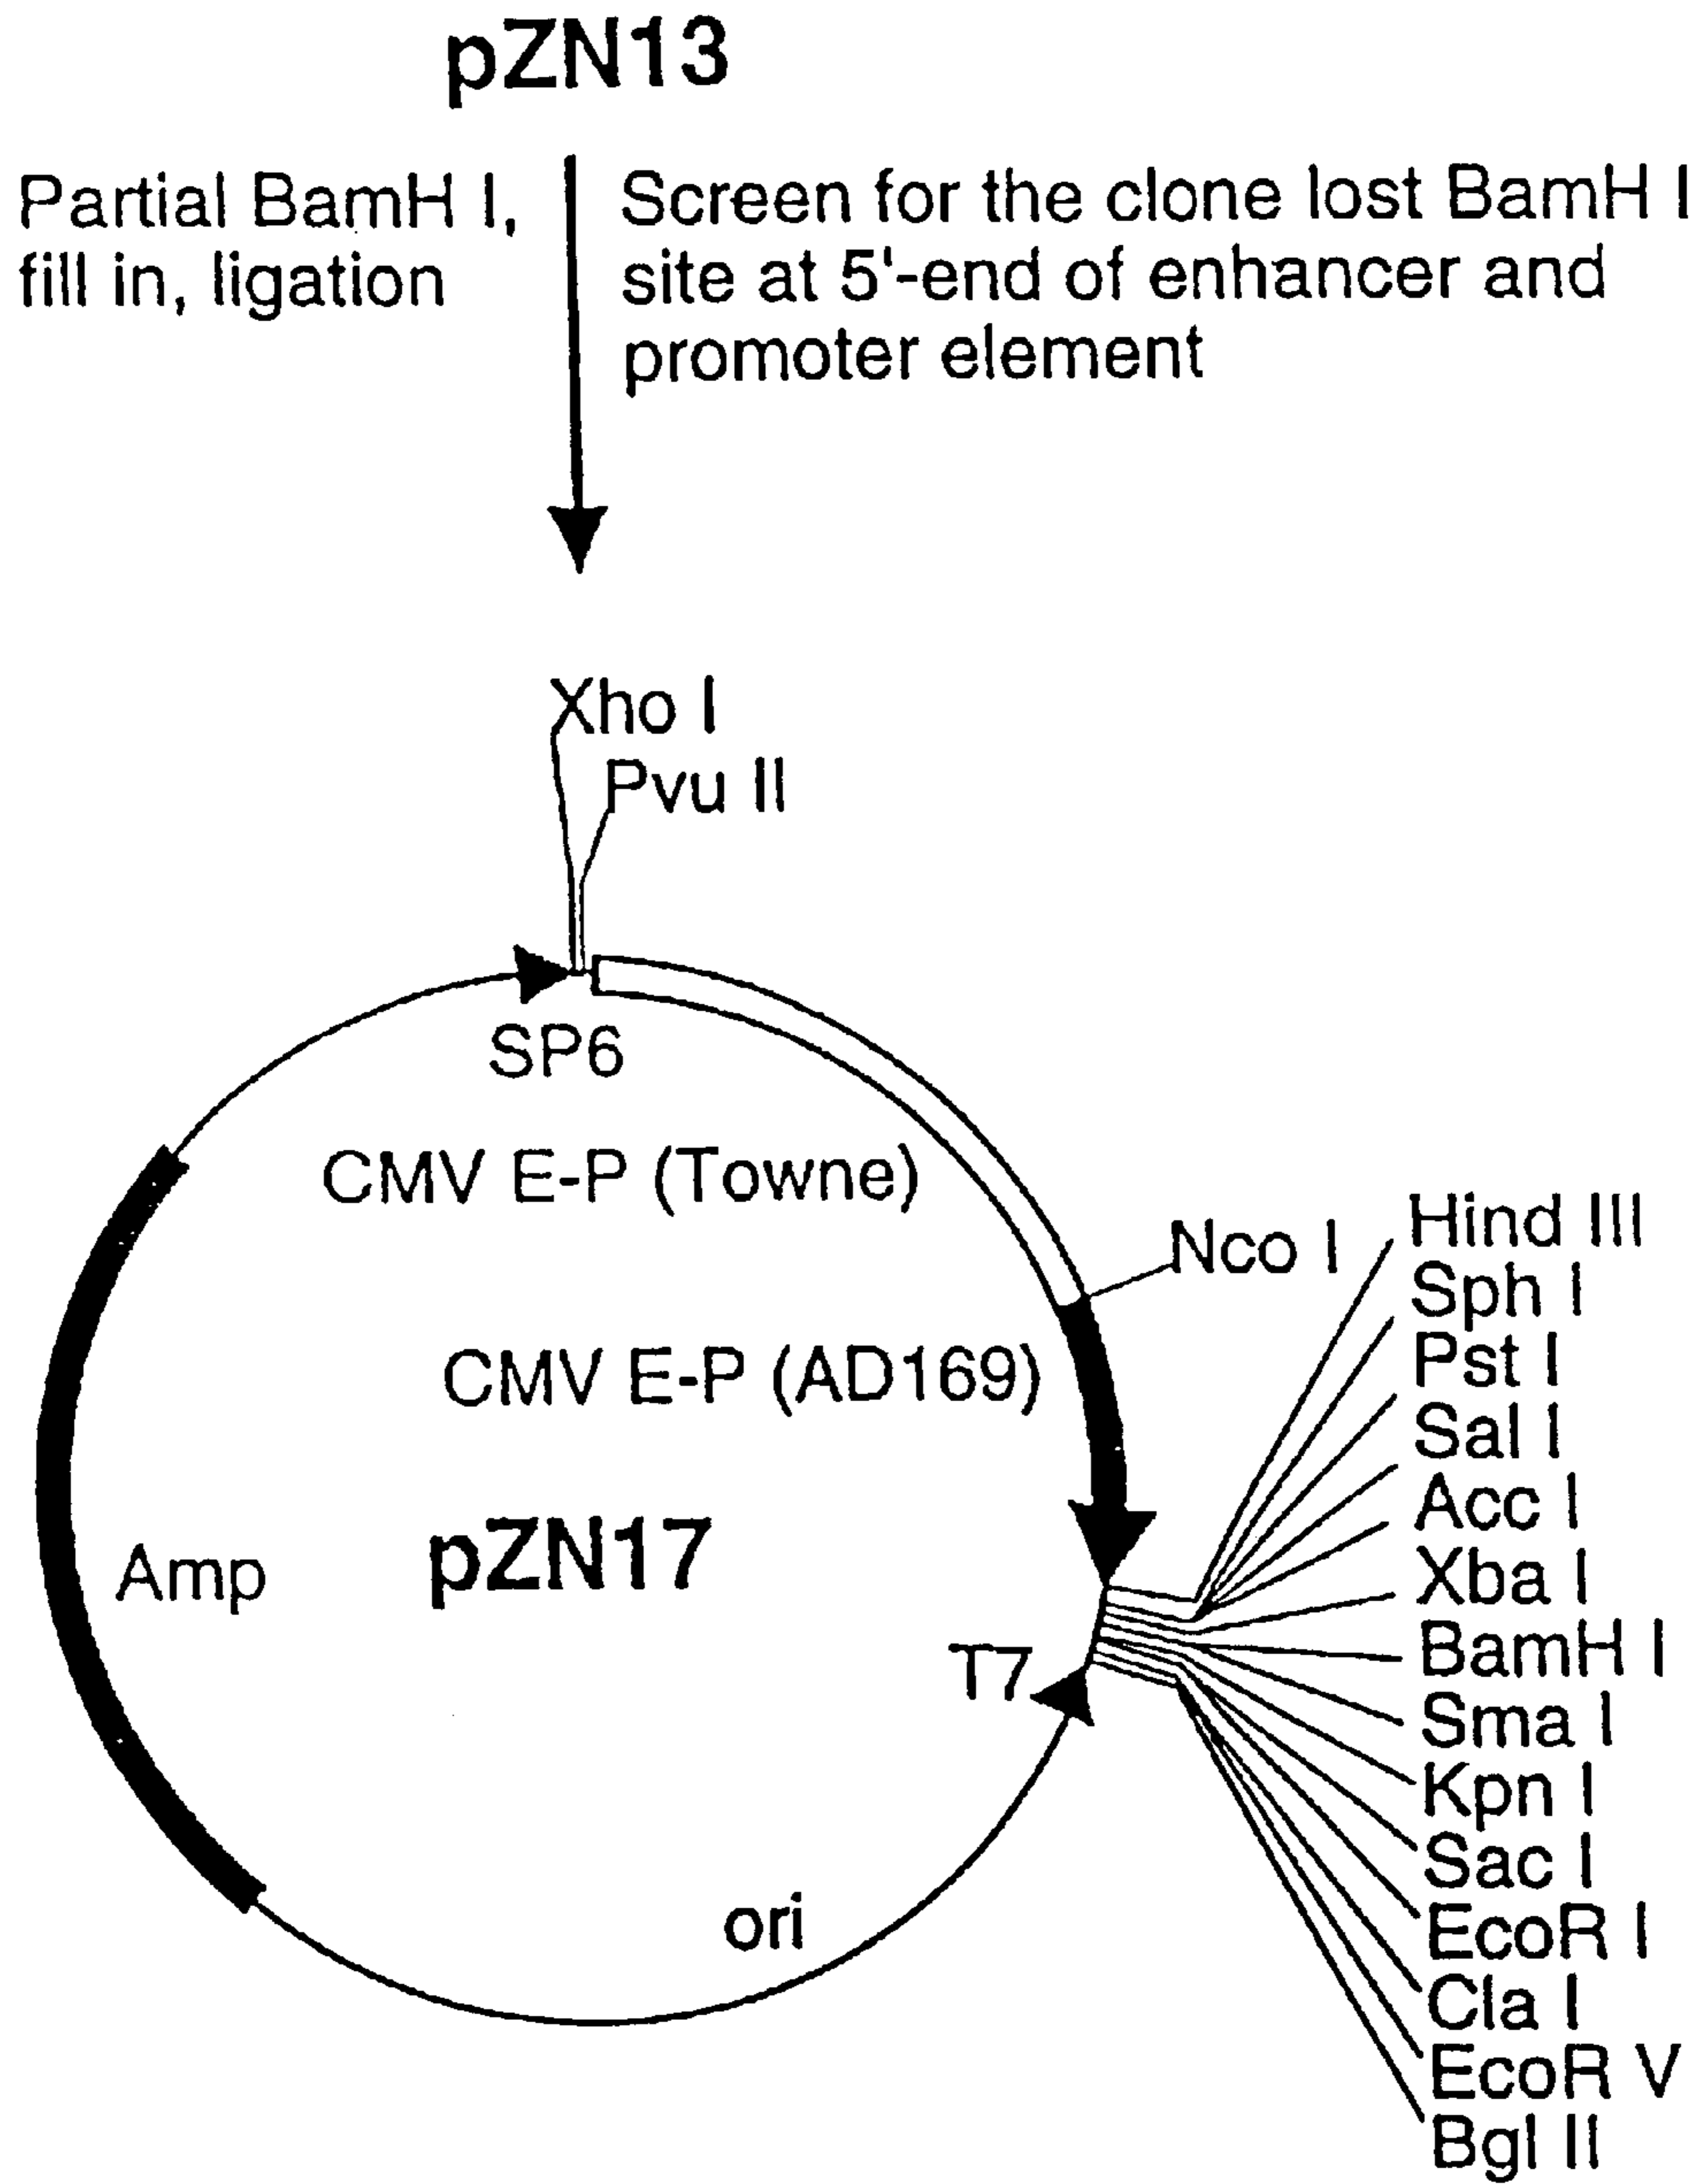 pZN13
Partial BamH I,
fill in, ligation
Screen for the clone lost BamH I
site at 5'-end of enhancer and
promoter element
Xho I
Pvu II
SP6
CMV E-P (Towne)
Nco I
CMV E-P (AD169)
Hind III
Sph I
Pst I
Sal I
Acc I
Xba I
BamH I
Sma I
Kpn I
Sac I
EcoR I
Cla I
EcoR V
Bgl II
Amp
pZN17
T7
ori